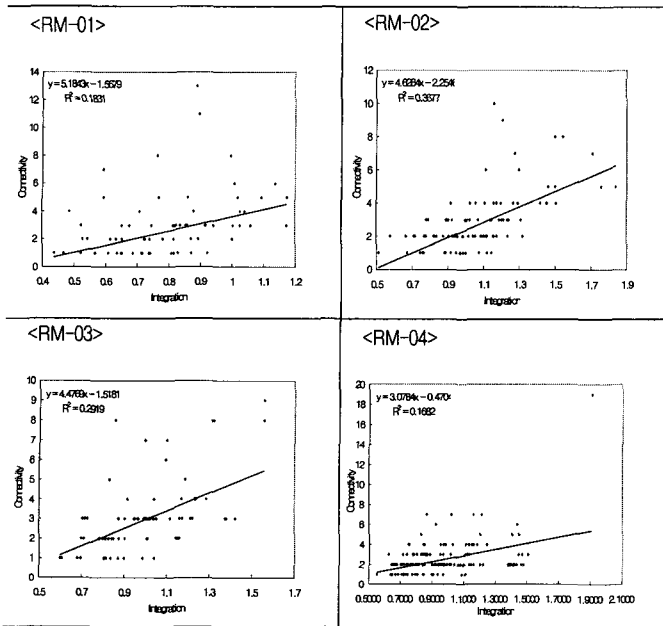 <RM-01>
14
12
10
8
6
4
2
0
Connectivity
y=5.1843x-1.5679
R²=0.1831
0.4 0.5 0.6 0.7 0.8 0.9 1 1.1 1.2
Integration
<RM-02>
12
10
8
6
4
2
0
Connectivity
R²=0.3677
0.5 0.7 0.9 1.1 1.3 1.5 1.7 1.9
Integration
<RM-03>
10
9
8
7
6
5
4
3
2
1
0
Connectivity
y=4.4769x-1.5181
R²=0.2919
0.5 0.7 0.9 1.1 1.3 1.5 1.7
Integration
<RM-04>
20
18
16
14
12
10
8
6
4
2
0
Connectivity
y=3.0784x-0.470
R²=0.1682
0.5000 0.7000 0.9000 1.1000 1.3000 1.5000 1.7000 1.9000 2.1000
Integration